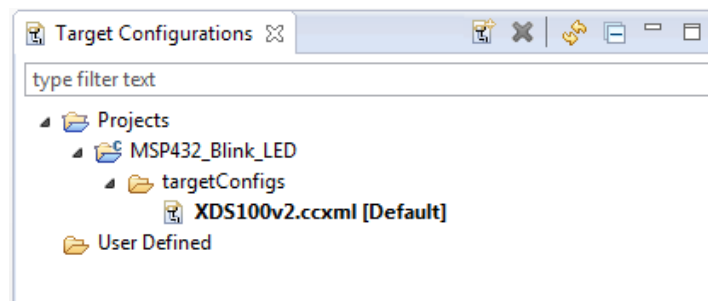 Target Configurations
type filter text
Projects
MSP432_Blink_LED
targetConfigs
XDS100v2.ccxml [Default]
User Defined